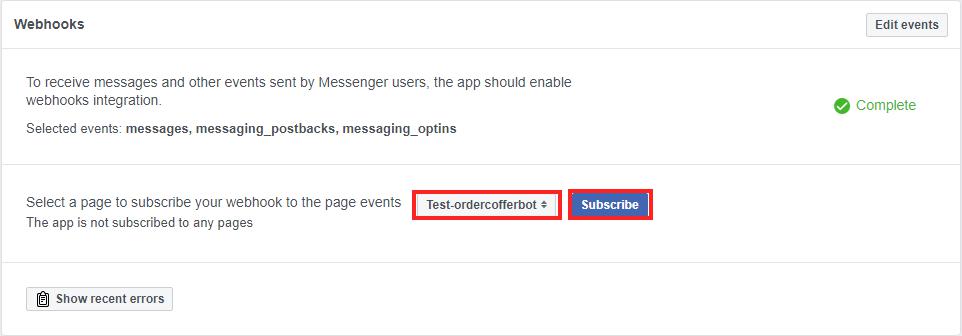 Webhooks
Edit events
To receive messages and other events sent by Messenger users, the app should enable
webhooks integration.
Complete
Selected events: messages, messaging_postbacks, messaging_optins
Select a page to subscribe your webhook to the page events
Test-ordercofferbot
Subscribe
The app is not subscribed to any pages
Show recent errors